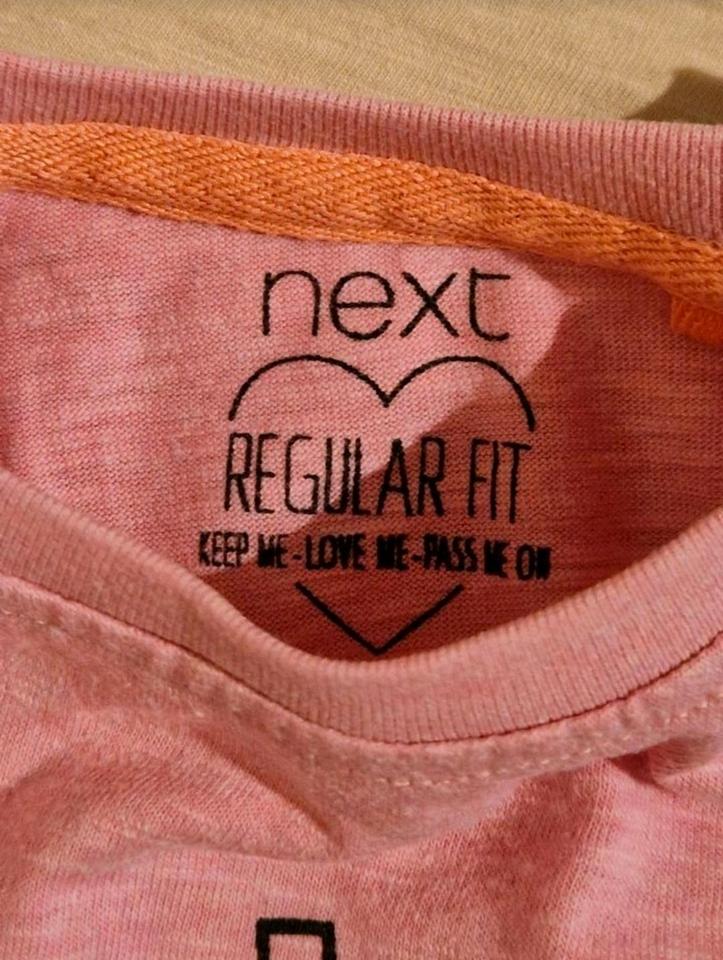 next
REGULAR FIT
KEEP ME-LOVE ME-PASS ME ON